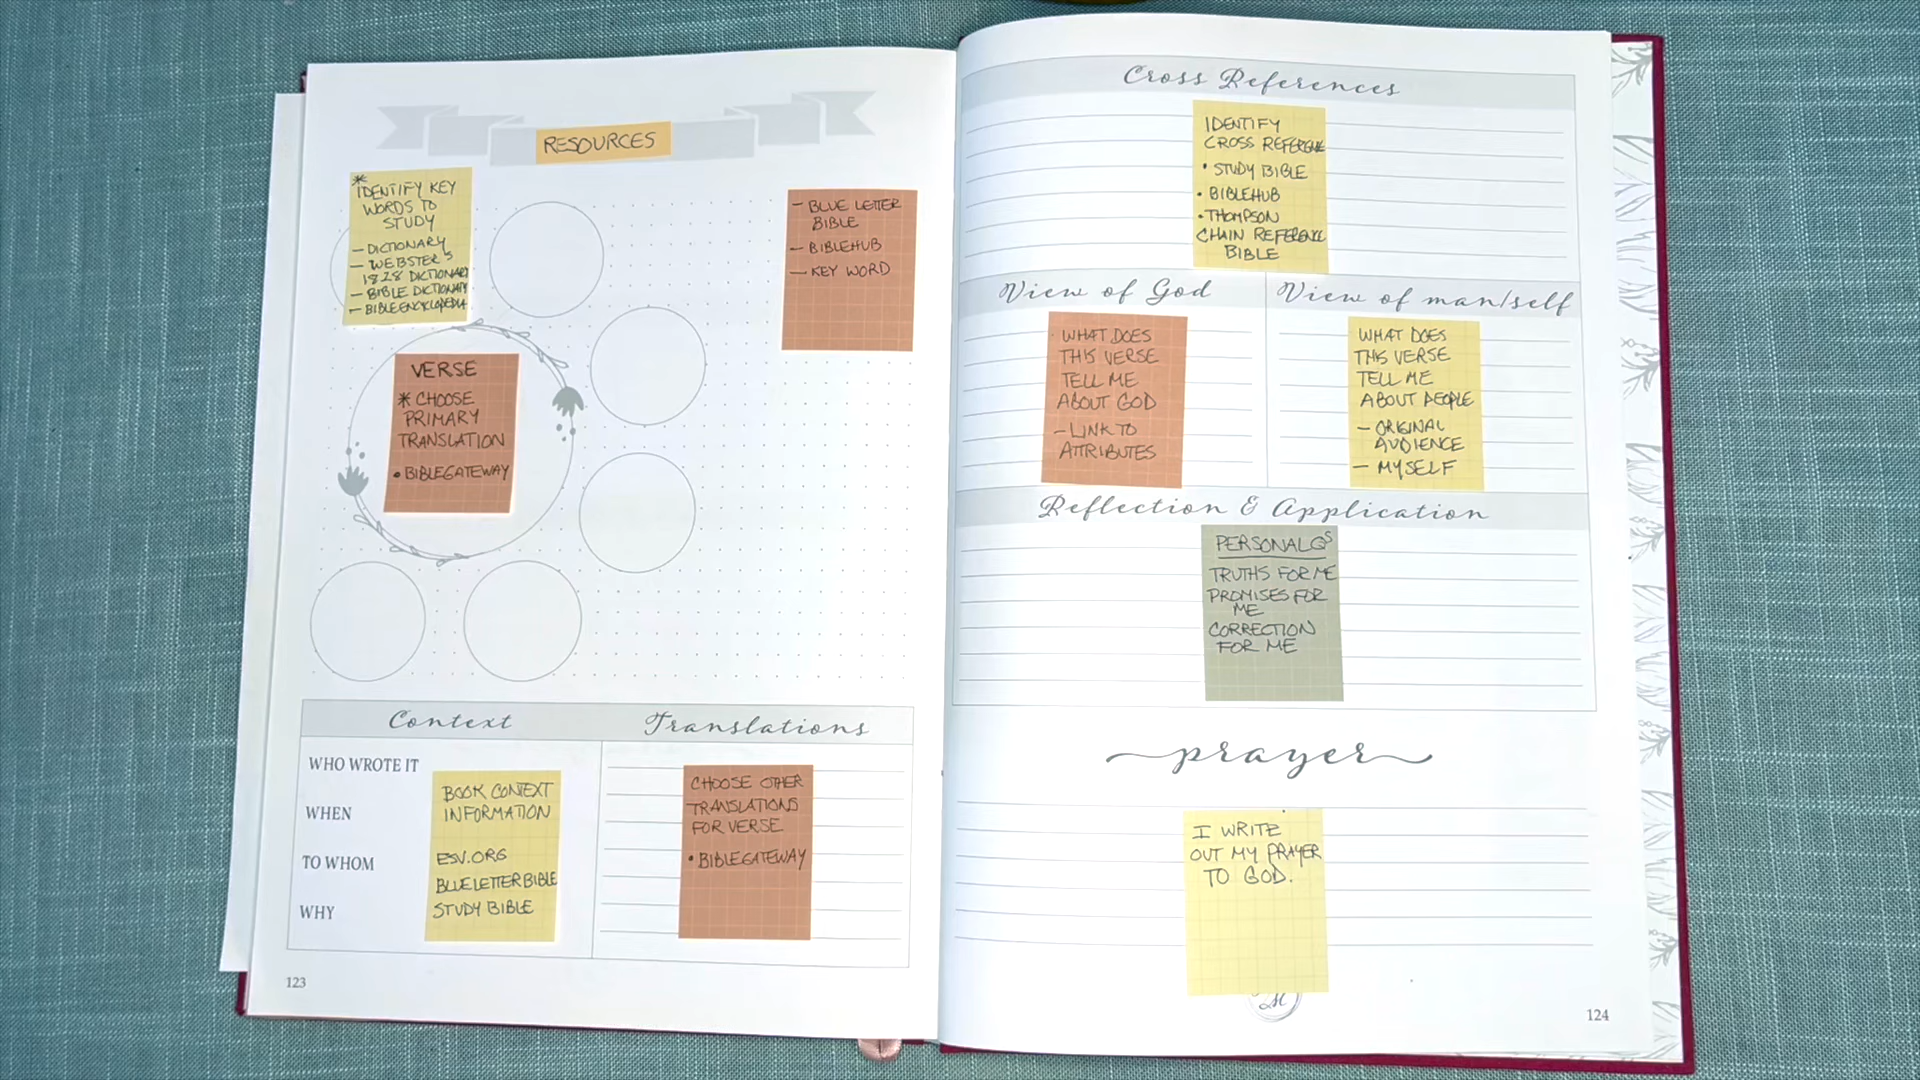 RESOURCES
*
IDENTIFY KEY
WORDS TO
STUDY
- DICTIONARY
- WEBSTER'S
1828 DICTIONARY
- BIBLE DICTIONARY
- BIBLE ENCYCLOPEDIA
- BLUE LETTER
BIBLE
- BIBLEHUB
- KEY WORD
VERSE
* CHOOSE
PRIMARY
TRANSLATION
• BIBLEGATEWAY
Context
WHO WROTE IT
WHEN
TO WHOM
WHY
BOOK CONTEXT
INFORMATION
ESV.ORG
BLUELETTERBIBLE
STUDY BIBLE
Translations
CHOOSE OTHER
TRANSLATIONS
FOR VERSE
• BIBLEGATEWAY
123
Cross References
IDENTIFY
CROSS REFERENCE
• STUDY BIBLE
• BIBLEHUB
• THOMPSON
CHAIN REFERENCE
BIBLE
View of God
WHAT DOES
THIS VERSE
TELL ME
ABOUT GOD
- LINK TO
ATTRIBUTES
View of man/self
WHAT DOES
THIS VERSE
TELL ME
ABOUT PEOPLE
- ORIGINAL
AUDIENCE
- MYSELF
Reflection & Application
PERSONAL QS
TRUTHS FOR ME
PROMISES FOR
ME
CORRECTION
FOR ME
prayer
I WRITE
OUT MY PRAYER
TO GOD.
M
124